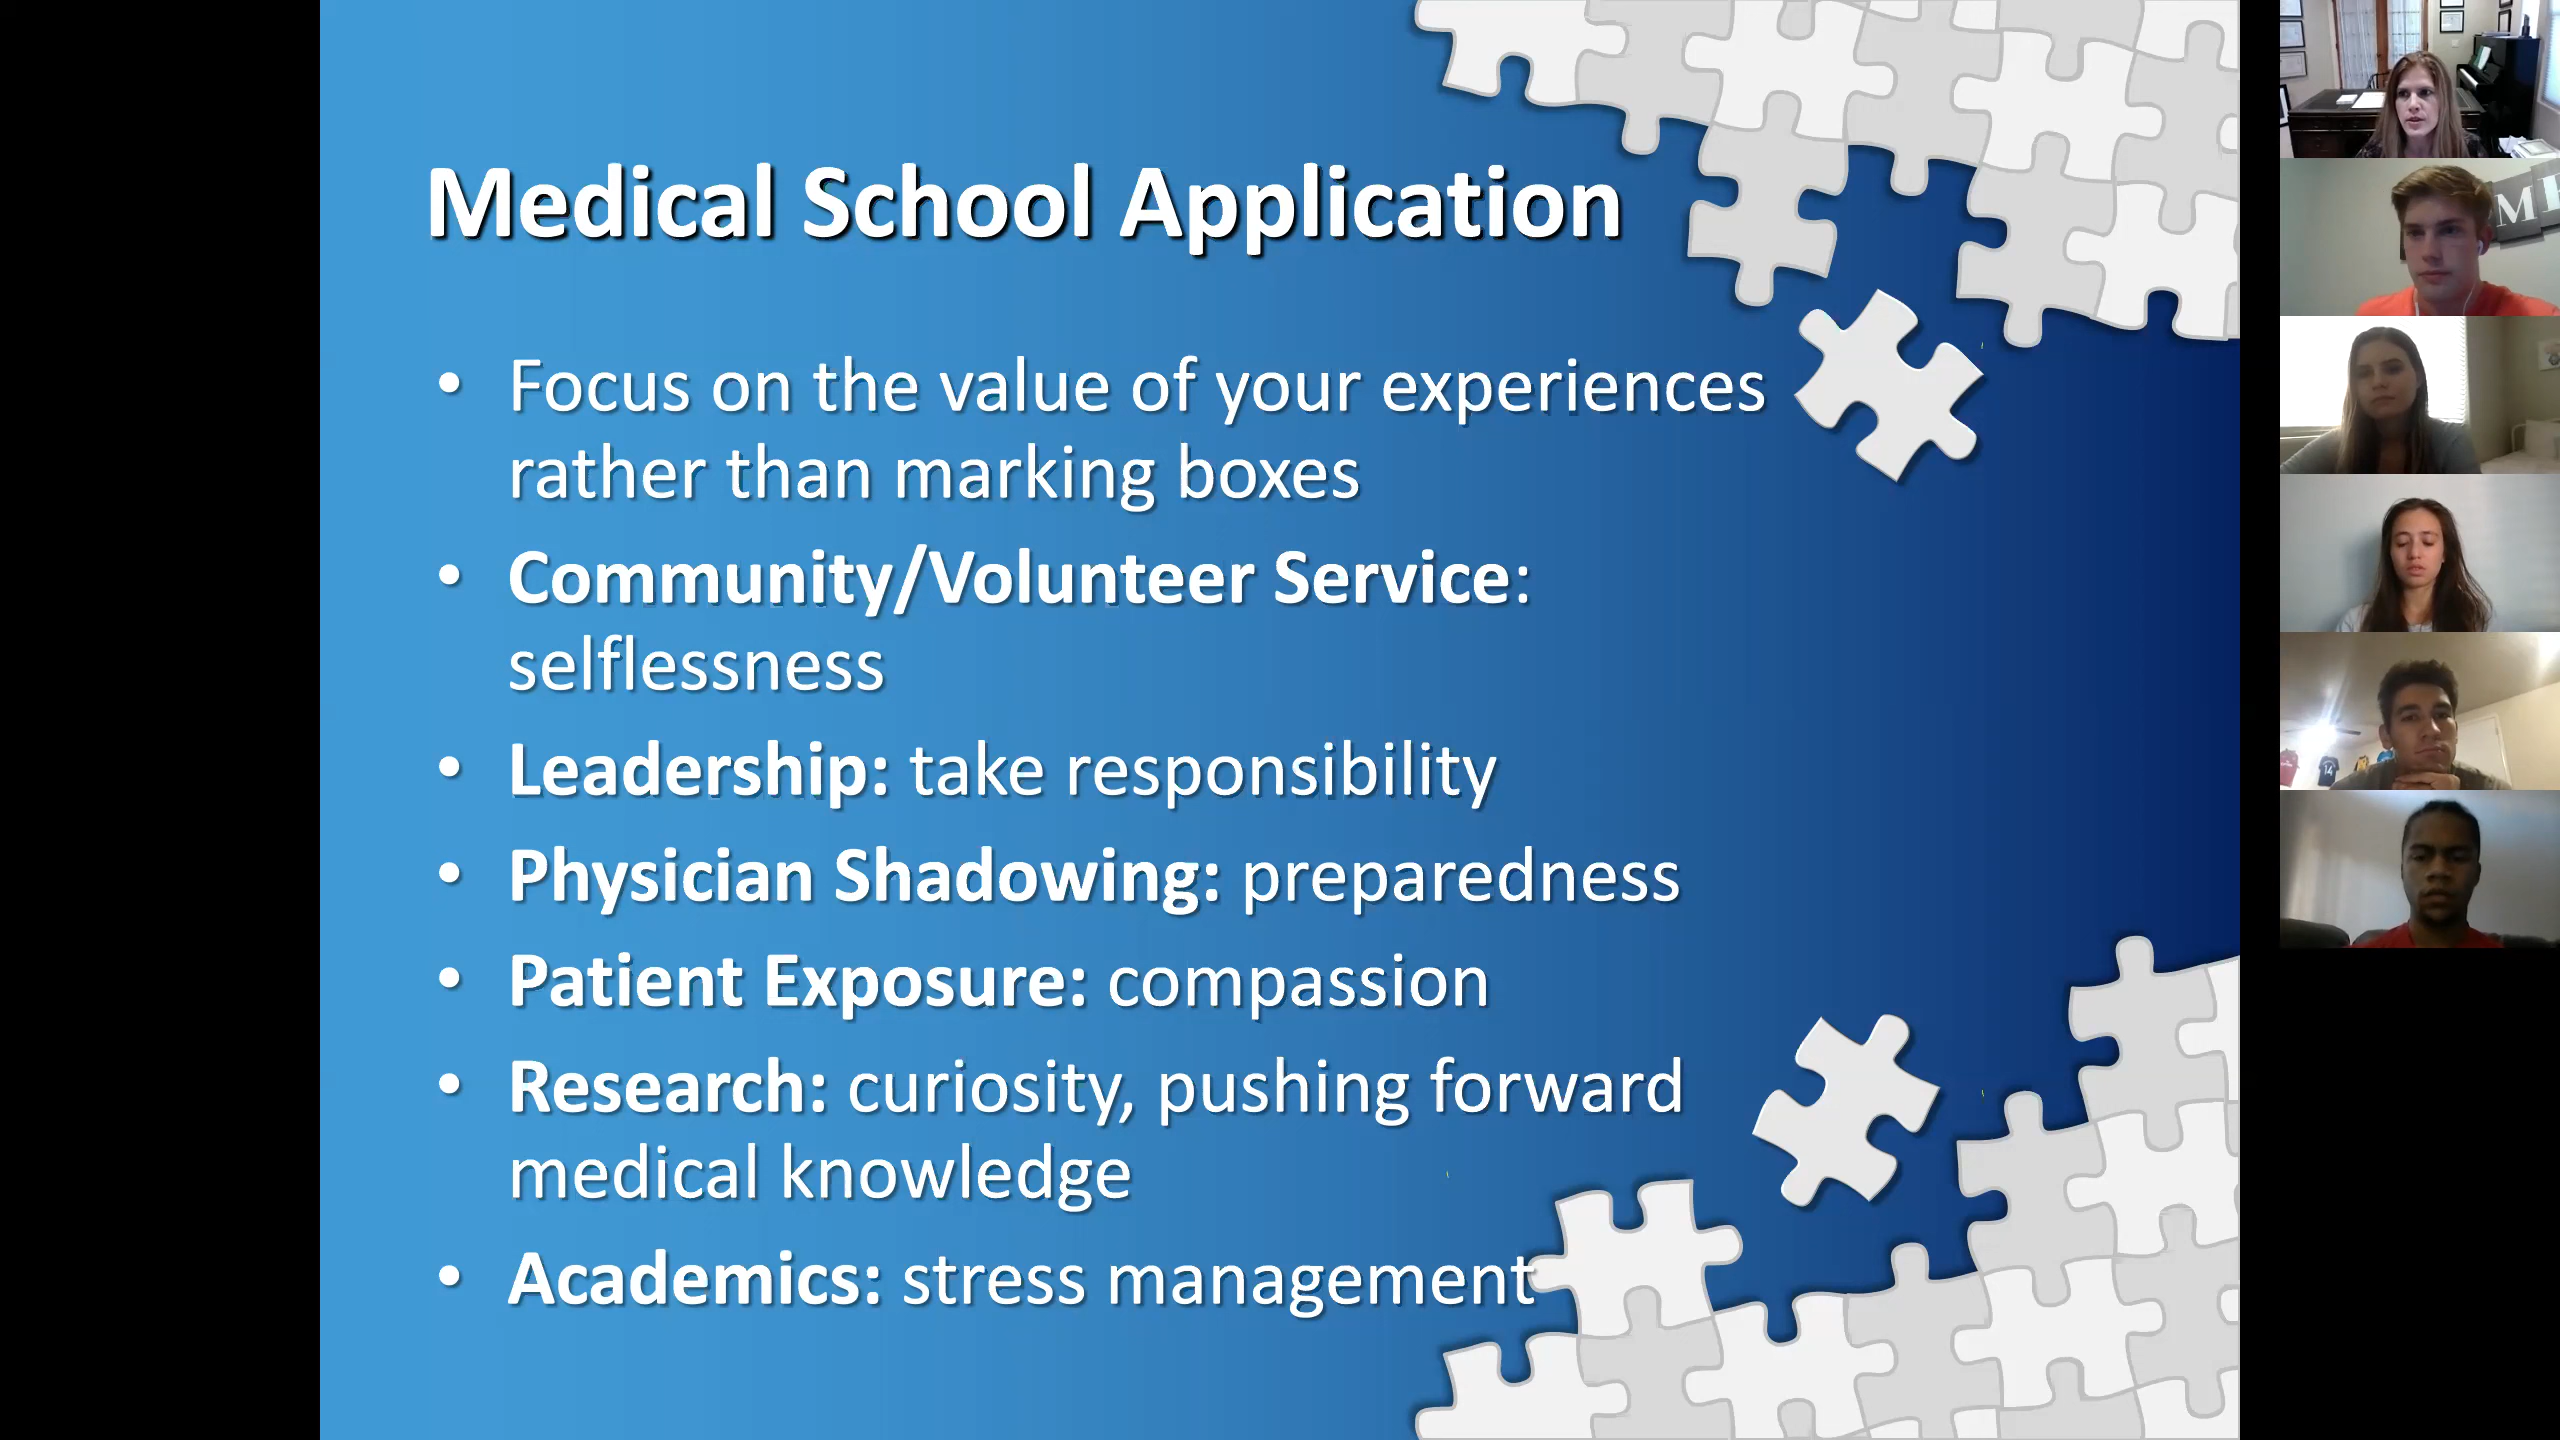 Medical School Application
• Focus on the value of your experiences
rather than marking boxes
• Community/Volunteer Service:
selflessness
• Leadership: take responsibility
• Physician Shadowing: preparedness
• Patient Exposure: compassion
• Research: curiosity, pushing forward
medical knowledge
• Academics: stress management
M
14